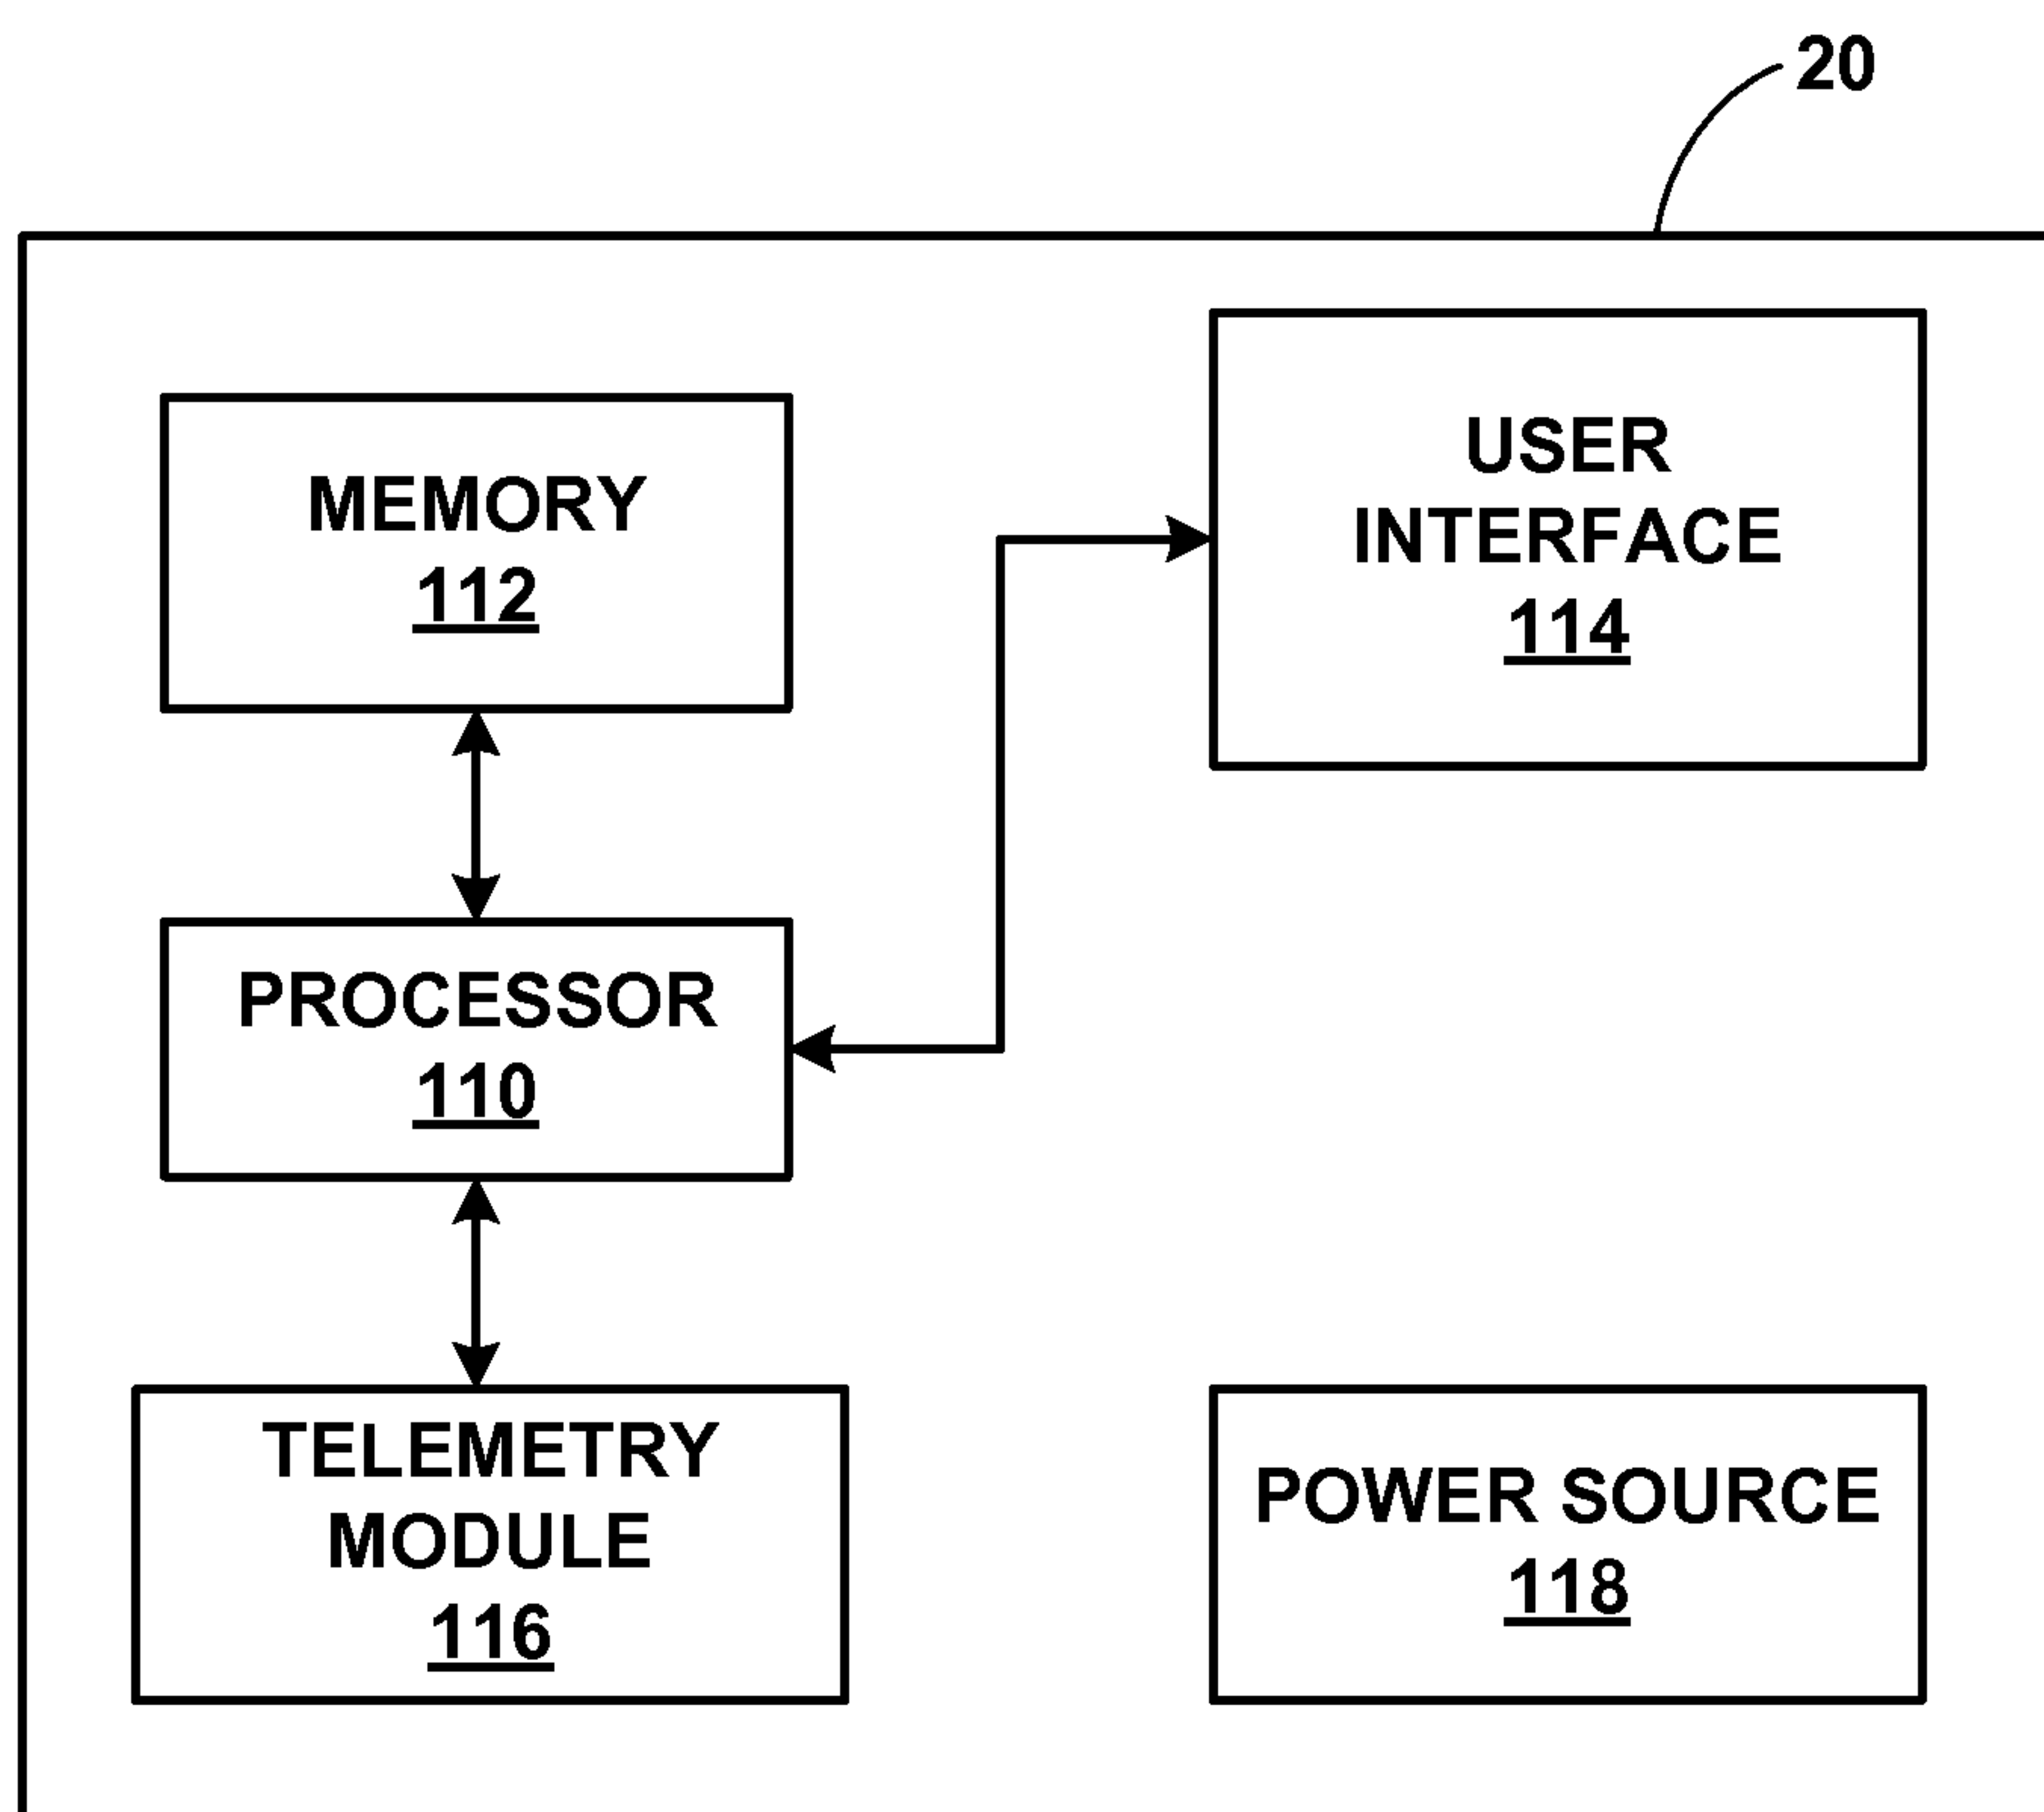 20
MEMORY
112
USER
INTERFACE
114
PROCESSOR
110
TELEMETRY
MODULE
116
POWER SOURCE
118